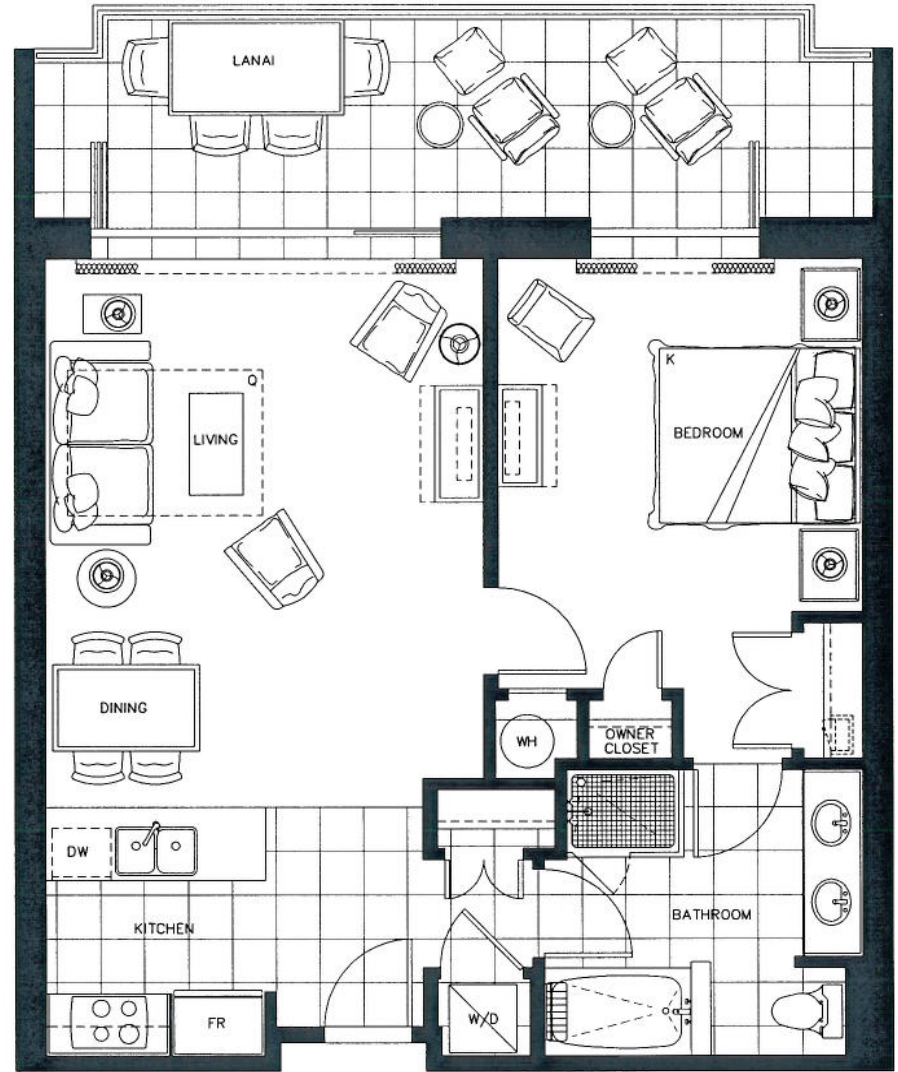 LANAI
Q
LIVING
K
BEDROOM
DINING
WH
OWNER
CLOSET
DW
KITCHEN
BATHROOM
FR
W/D